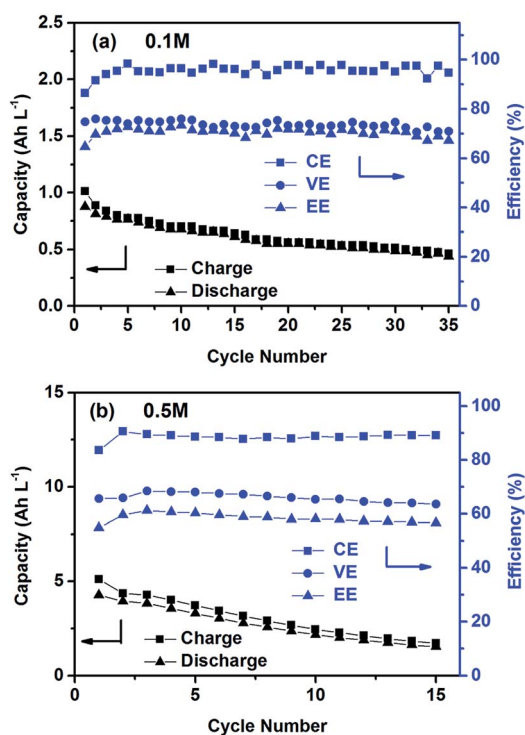 (a) 0.1M
2.5
2.0
1.5
1.0
0.5
0.0
Capacity (Ah L⁻¹)
100
80
60
40
20
0
Efficiency (%)
CE
VE
EE
Charge
Discharge
0 5 10 15 20 25 30 35
Cycle Number
(b) 0.5M
15
10
5
0
Capacity (Ah L⁻¹)
100
80
60
40
20
0
Efficiency (%)
CE
VE
EE
Charge
Discharge
0 5 10 15
Cycle Number